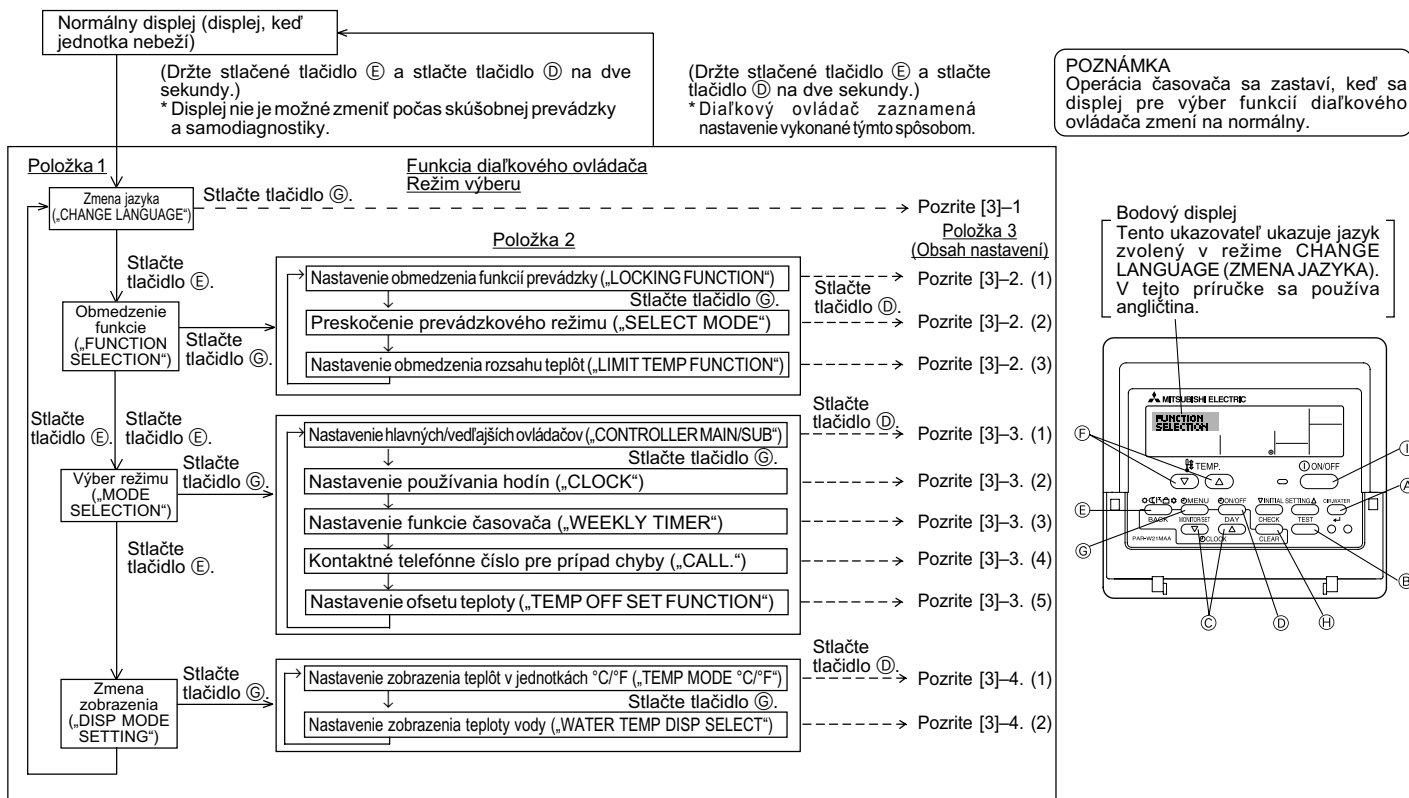 Normálny displej (displej, keď
jednotka nebeží)
(Držte stlačené tlačidlo Ⓔ a stlačte tlačidlo Ⓓ na dve
sekundy.)
* Displej nie je možné zmeniť počas skúšobnej prevádzky
a samodiagnostiky.
(Držte stlačené tlačidlo Ⓔ a stlačte
tlačidlo Ⓓ na dve sekundy.)
* Diaľkový ovládač zaznamená
nastavenie vykonané týmto spôsobom.
POZNÁMKA
Operácia časovača sa zastaví, keď sa
displej pre výber funkcií diaľkového
ovládača zmení na normálny.
Položka 1
Funkcia diaľkového ovládača
Režim výberu
Zmena jazyka
(„CHANGE LANGUAGE“)
Stlačte tlačidlo Ⓖ.
Pozrite [3]–1
Položka 2
Položka 3
(Obsah nastavení)
Stlačte
tlačidlo Ⓔ.
Obmedzenie
funkcie
(„FUNCTION
SELECTION“)
Stlačte
tlačidlo Ⓖ.
Nastavenie obmedzenia funkcií prevádzky („LOCKING FUNCTION“)
Stlačte tlačidlo Ⓖ.
Preskočenie prevádzkového režimu („SELECT MODE“)
Nastavenie obmedzenia rozsahu teplôt („LIMIT TEMP FUNCTION“)
Stlačte
tlačidlo Ⓓ.
Pozrite [3]–2. (1)
Pozrite [3]–2. (2)
Pozrite [3]–2. (3)
Stlačte
tlačidlo Ⓔ.
Stlačte
tlačidlo Ⓔ.
Výber režimu
(„MODE
SELECTION“)
Stlačte
tlačidlo Ⓖ.
Nastavenie hlavných/vedľajších ovládačov („CONTROLLER MAIN/SUB“)
Stlačte tlačidlo Ⓖ.
Nastavenie používania hodín („CLOCK“)
Nastavenie funkcie časovača („WEEKLY TIMER“)
Kontaktné telefónne číslo pre prípad chyby („CALL.“)
Nastavenie ofsetu teploty („TEMP OFF SET FUNCTION“)
Stlačte
tlačidlo Ⓓ.
Pozrite [3]–3. (1)
Pozrite [3]–3. (2)
Pozrite [3]–3. (3)
Pozrite [3]–3. (4)
Pozrite [3]–3. (5)
Stlačte
tlačidlo Ⓔ.
Zmena
zobrazenia
(„DISP MODE
SETTING“)
Stlačte
tlačidlo Ⓖ.
Nastavenie zobrazenia teplôt v jednotkách °C/°F („TEMP MODE °C/°F“)
Stlačte tlačidlo Ⓖ.
Nastavenie zobrazenia teploty vody („WATER TEMP DISP SELECT“)
Stlačte
tlačidlo Ⓓ.
Pozrite [3]–4. (1)
Pozrite [3]–4. (2)
Bodový displej
Tento ukazovateľ ukazuje jazyk
zvolený v režime CHANGE
LANGUAGE (ZMENA JAZYKA).
V tejto príručke sa používa
angličtina.
MITSUBISHI ELECTRIC
FUNCTION
SELECTION
Ⓕ
TEMP.
ON/OFF
Ⓘ
Ⓐ
MENU
ON/OFF
INITIAL SETTING
CIR.WATER
Ⓔ
BACK
MONITOR/SET
DAY
CHECK
TEST
Ⓖ
PAR-W21MAA
CLOCK
CLEAR
Ⓑ
Ⓒ
Ⓓ
Ⓗ